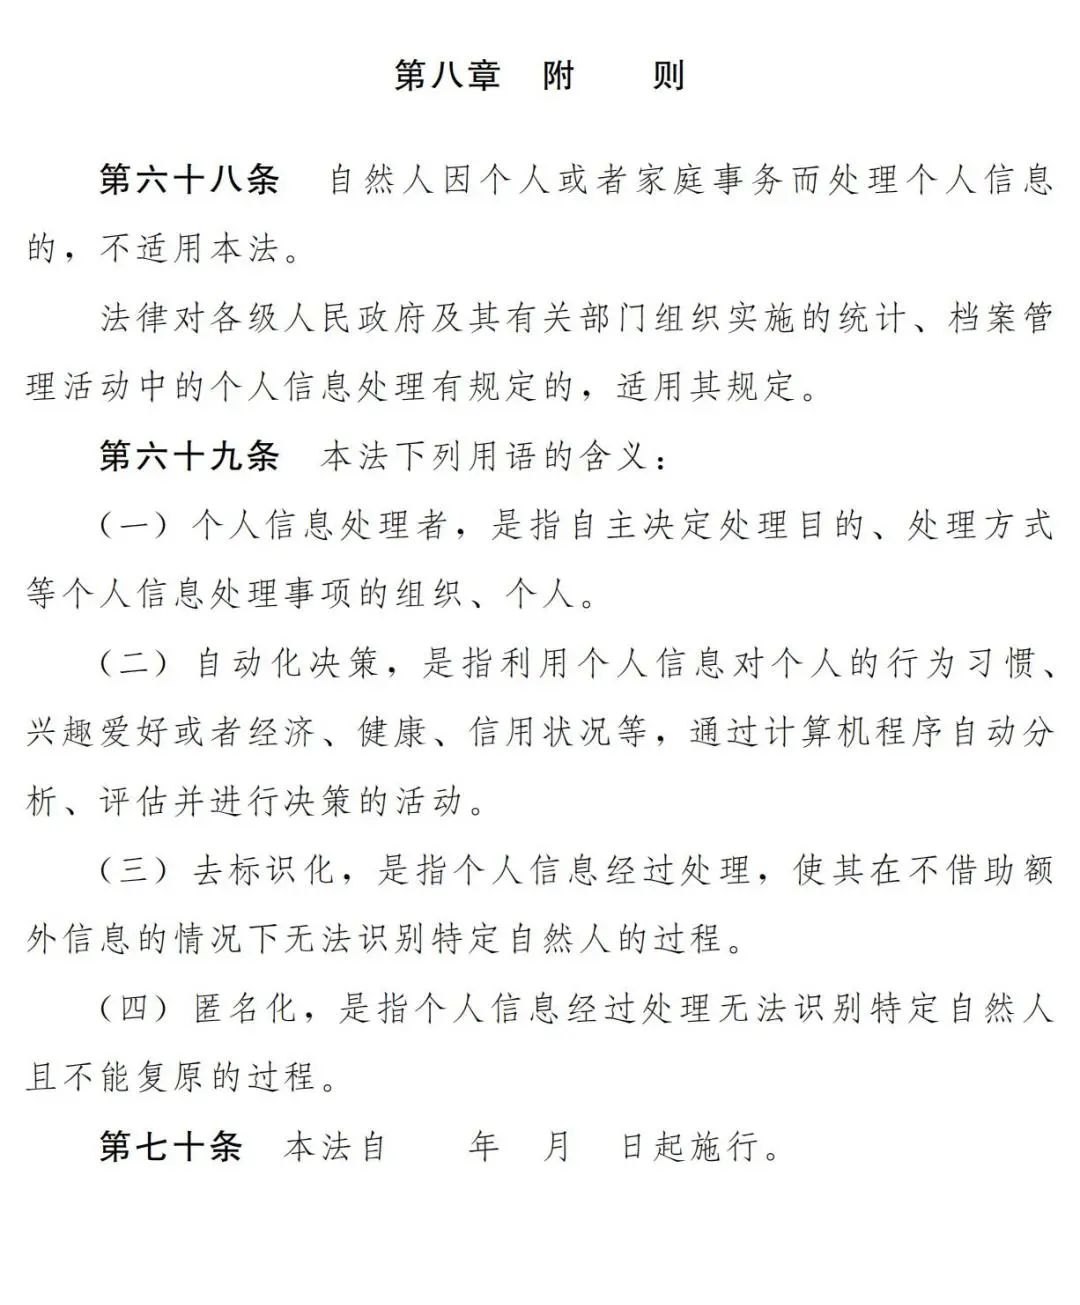 第八章　附　　则
第六十八条　自然人因个人或者家庭事务而处理个人信息
的，不适用本法。
法律对各级人民政府及其有关部门组织实施的统计、档案管
理活动中的个人信息处理有规定的，适用其规定。
第六十九条　本法下列用语的含义：
（一）个人信息处理者，是指自主决定处理目的、处理方式
等个人信息处理事项的组织、个人。
（二）自动化决策，是指利用个人信息对个人的行为习惯、
兴趣爱好或者经济、健康、信用状况等，通过计算机程序自动分
析、评估并进行决策的活动。
（三）去标识化，是指个人信息经过处理，使其在不借助额
外信息的情况下无法识别特定自然人的过程。
（四）匿名化，是指个人信息经过处理无法识别特定自然人
且不能复原的过程。
第七十条　本法自　　年　月　日起施行。